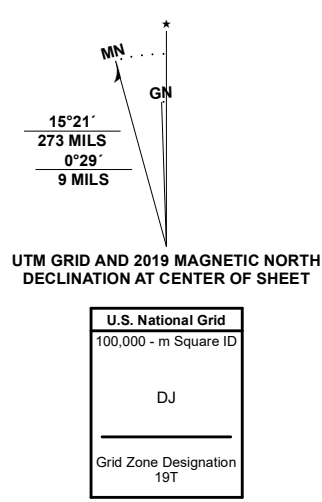 MN
GN
15°21´
273 MILS
0°29´
9 MILS
UTM GRID AND 2019 MAGNETIC NORTH
DECLINATION AT CENTER OF SHEET
U.S. National Grid
100,000 - m Square ID
DJ
Grid Zone Designation
19T